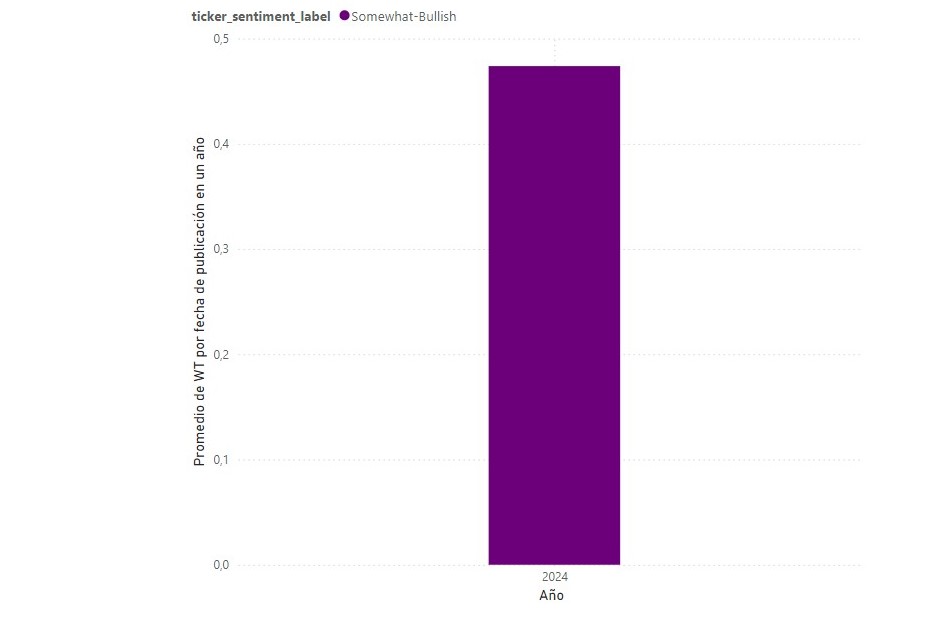 ticker_sentiment_label Somewhat-Bullish
0,5
0,4
0,3
0,2
0,1
0,0
Promedio de WT por fecha de publicación en un año
2024
Año